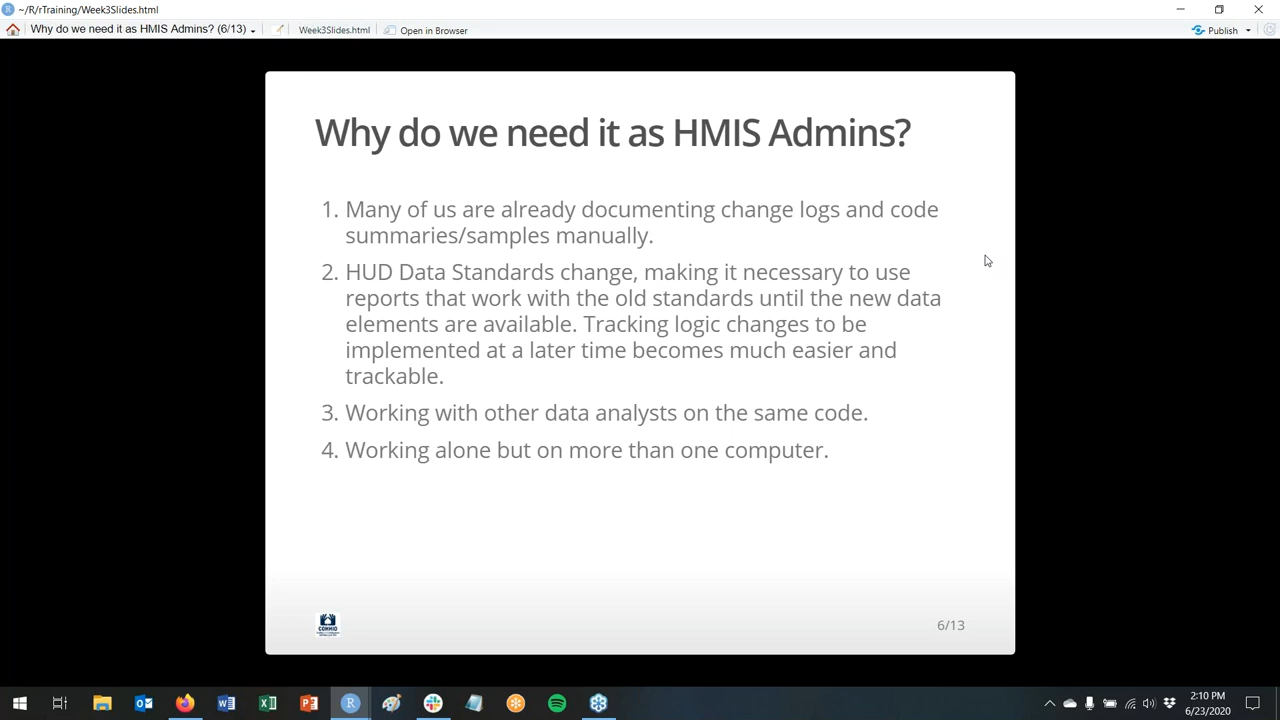 ~/R/rTraining/Week3Slides.html
Why do we need it as HMIS Admins? (6/13)
Week3Slides.html
Open in Browser
Publish
Why do we need it as HMIS Admins?
1. Many of us are already documenting change logs and code
summaries/samples manually.
2. HUD Data Standards change, making it necessary to use
reports that work with the old standards until the new data
elements are available. Tracking logic changes to be
implemented at a later time becomes much easier and
trackable.
3. Working with other data analysts on the same code.
4. Working alone but on more than one computer.
COHHIO
6/13
2:10 PM
6/23/2020